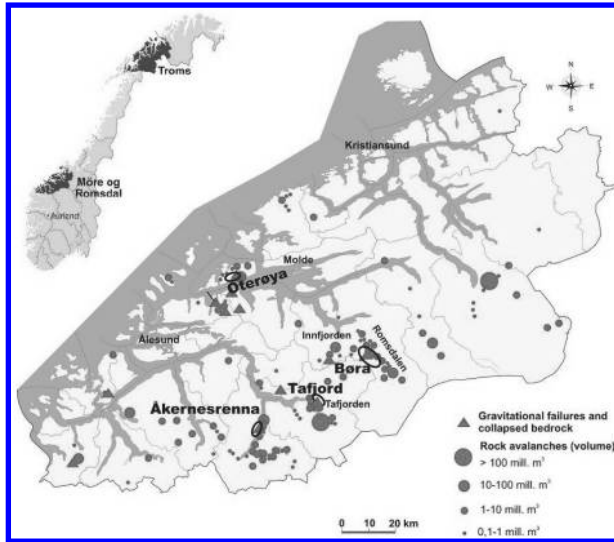 Troms
Møre og
Romsdal
N
W E
S
Kristiansund
Molde
Oterøya
Ålesund
Innfjorden
Romsdalen
Børa
Tafjord
Tafjorden
Åkernesrenna
Gravitational failures and
collapsed bedrock
Rock avalanches (volume)
> 100 mill. m³
10-100 mill. m³
1-10 mill. m³
0,1-1 mill. m³
0 10 20 km